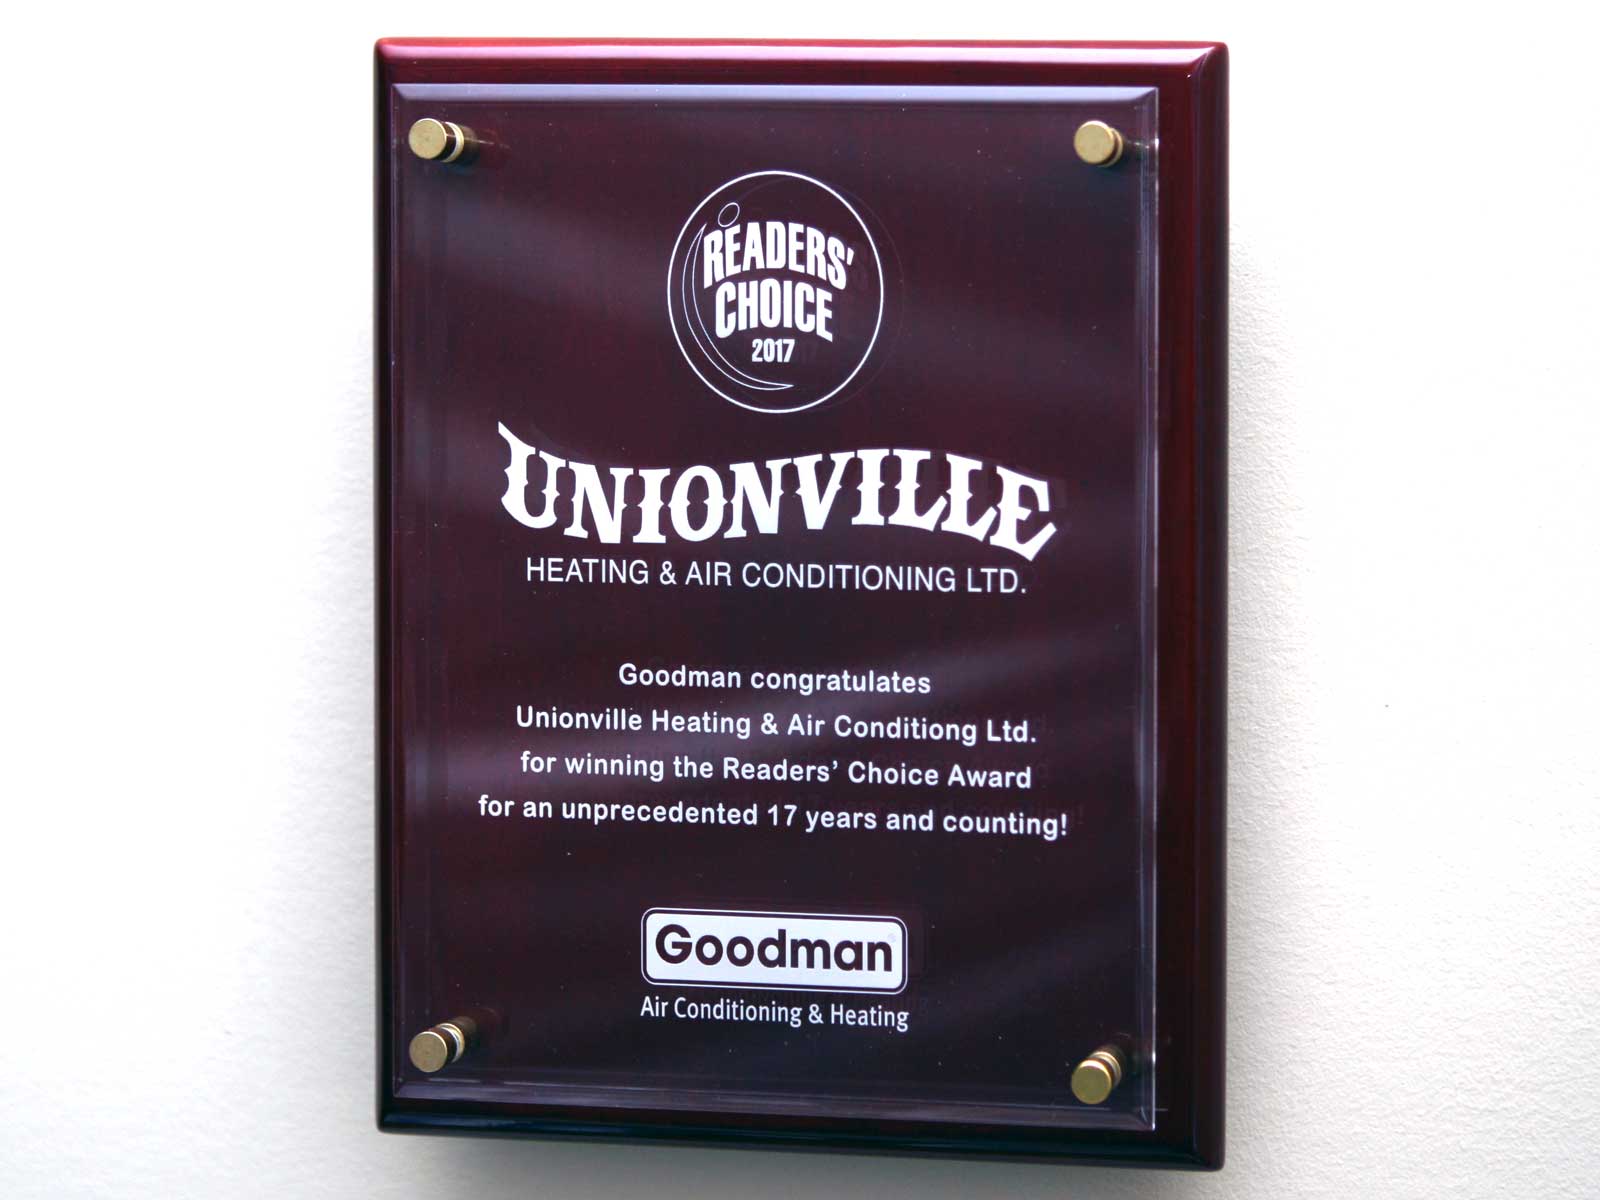 READERS'
CHOICE
2017
UNIONVILLE
HEATING & AIR CONDITIONING LTD.
Goodman congratulates
Unionville Heating & Air Conditiong Ltd.
for winning the Readers’ Choice Award
for an unprecedented 17 years and counting!
Goodman
Air Conditioning & Heating